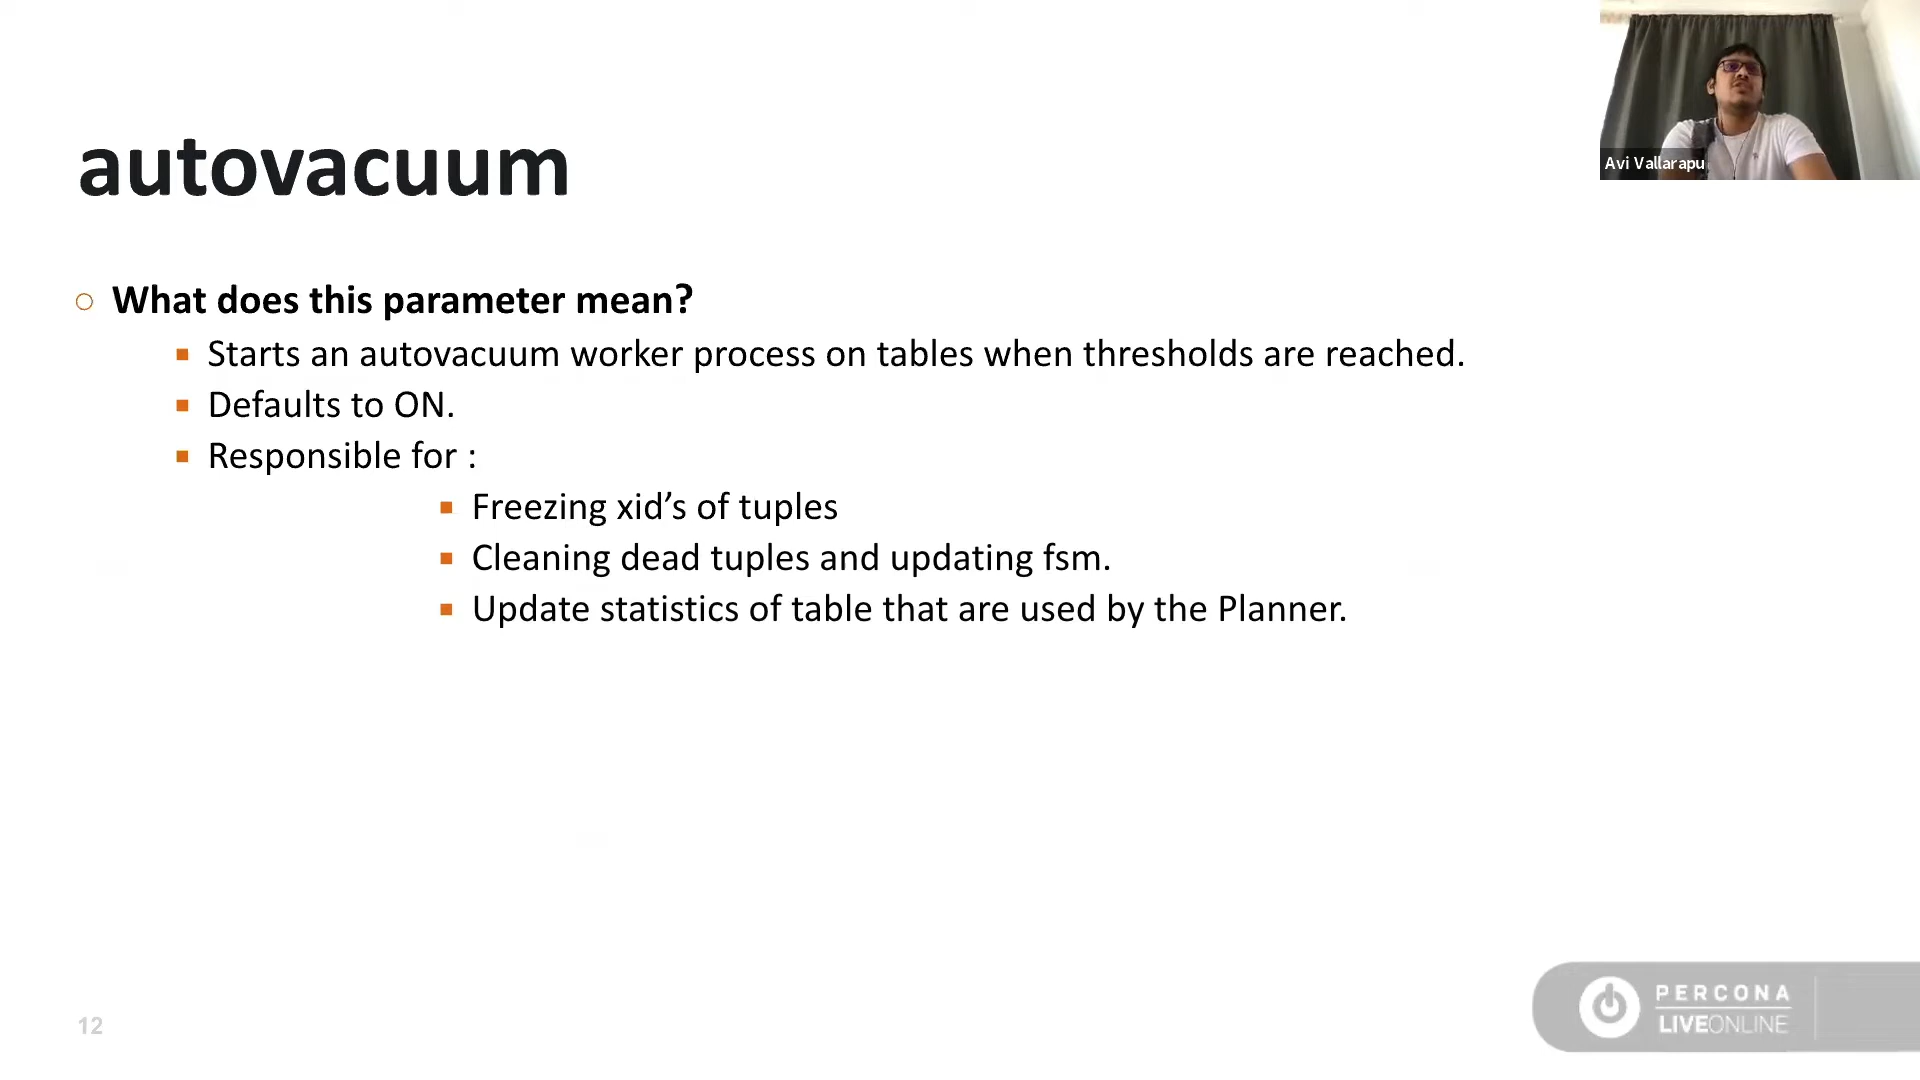 Avi Vallarapu
autovacuum
What does this parameter mean?
Starts an autovacuum worker process on tables when thresholds are reached.
Defaults to ON.
Responsible for :
Freezing xid’s of tuples
Cleaning dead tuples and updating fsm.
Update statistics of table that are used by the Planner.
12
PERCONA
LIVEONLINE